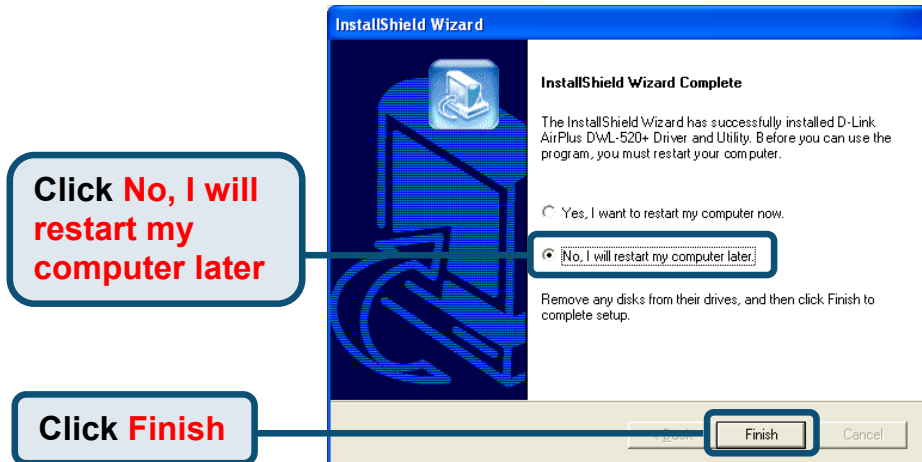 InstallShield Wizard
InstallShield Wizard Complete
The InstallShield Wizard has successfully installed D-Link
AirPlus DWL-520+ Driver and Utility. Before you can use the
program, you must restart your computer.
Yes, I want to restart my computer now.
Click No, I will
restart my
computer later
No, I will restart my computer later.
Remove any disks from their drives, and then click Finish to
complete setup.
Click Finish
< Back
Finish
Cancel